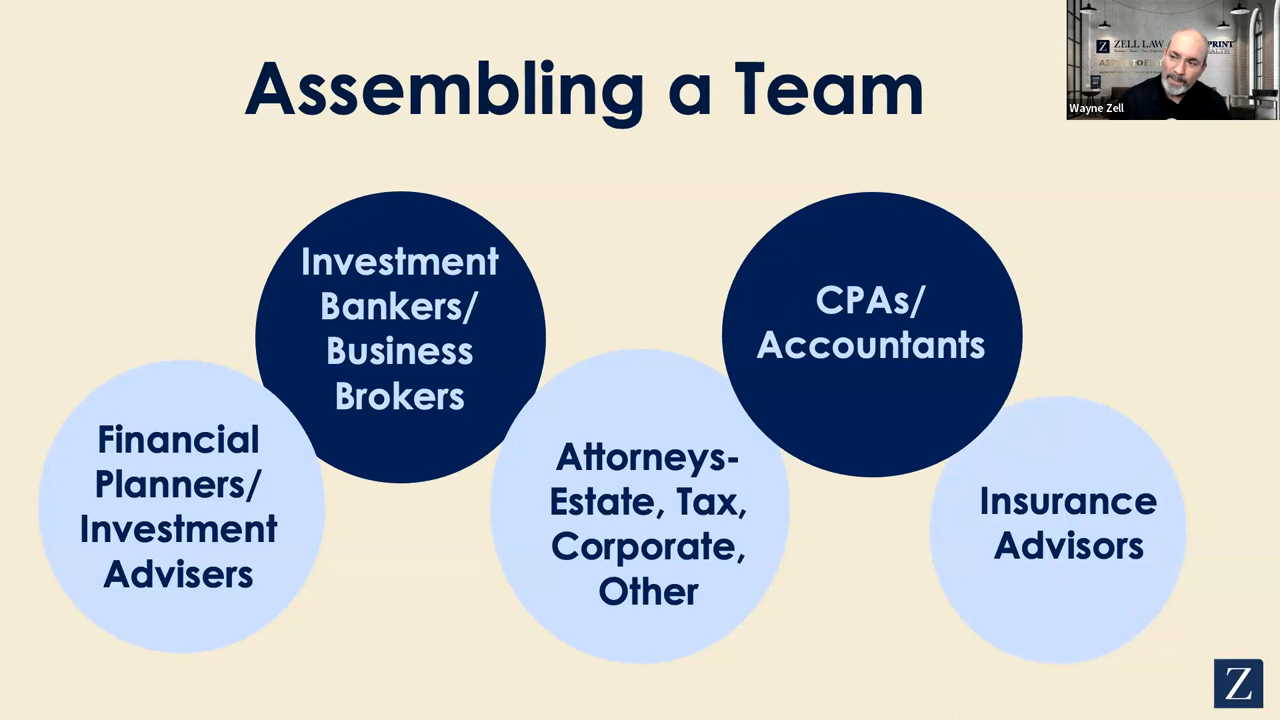 Assembling a Team
ZELL LAW
PRINT
Wayne Zell
Investment
Bankers/
Business
Brokers
CPAs/
Accountants
Financial
Planners/
Investment
Advisers
Attorneys-
Estate, Tax,
Corporate,
Other
Insurance
Advisors
Z